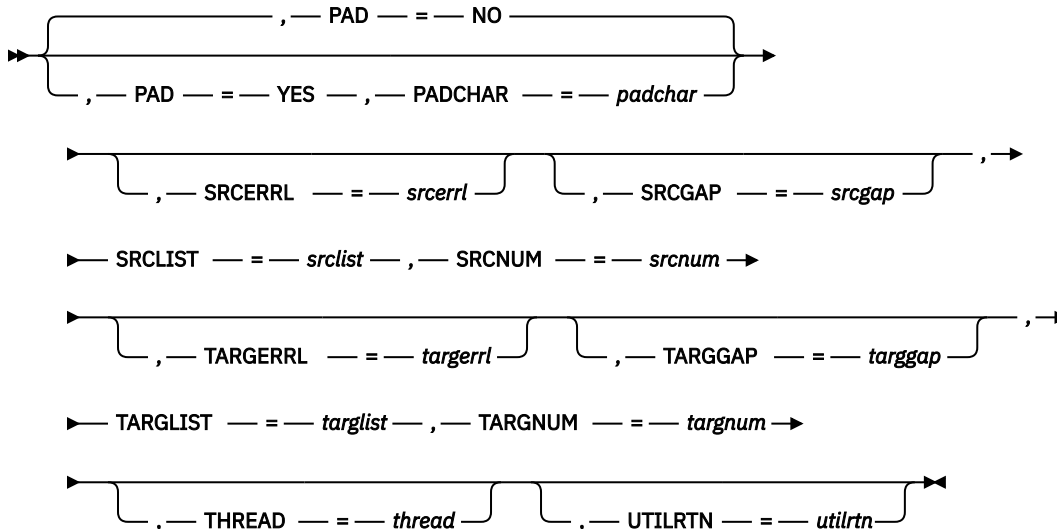 , PAD = NO
, PAD = YES , PADCHAR = padchar
,
, SRCERRL = srcerrl , SRCGAP = srcgap
SRCLIST = srclist , SRCNUM = srcnum
,
, TARGERRL = targerrl , TARGGAP = targgap
TARGLIST = targlist , TARGNUM = targnum
, THREAD = thread , UTILRTN = utilrtn